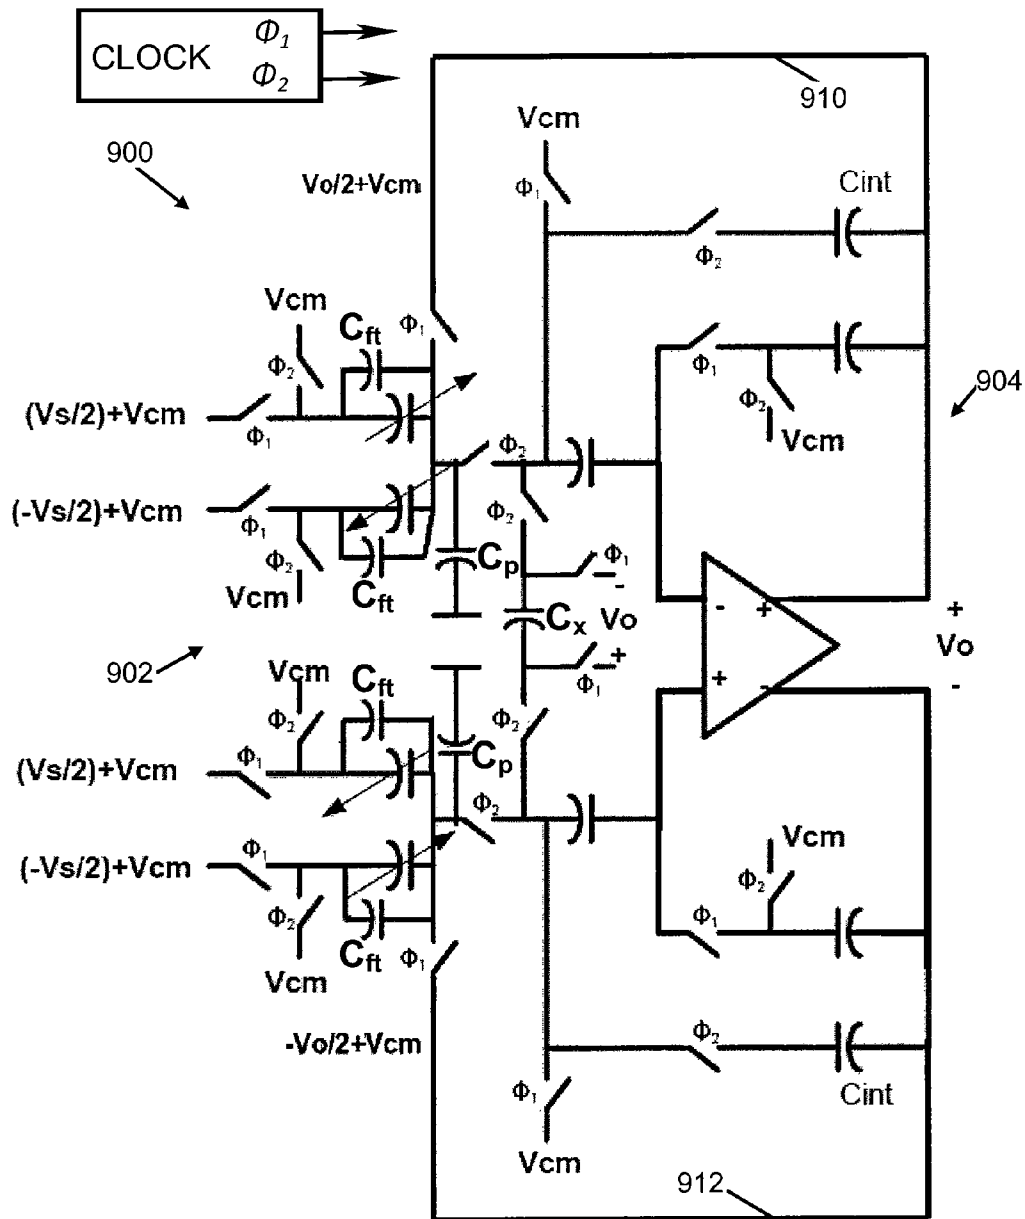 CLOCK Φ1
Φ2
910
900
Vcm
Vo/2+Vcm
Φ1
Cint
Φ2
Vcm
Cft
Φ1
Φ2
Φ1
904
(Vs/2)+Vcm
Φ1
Φ2
Vcm
Φ2
(-Vs/2)+Vcm
Φ1
Φ2
Φ2
Vcm
Cft
Cp
Φ1
-
Cx
Vo
- +
+
Vo
-
902
+
Φ1
+
-
Vcm
Cft
Φ2
Φ2
(Vs/2)+Vcm
Φ1
Cp
Φ2
(-Vs/2)+Vcm
Φ1
Vcm
Φ2
Φ2
Cft
Φ1
Vcm
Φ1
-Vo/2+Vcm
Φ2
Φ1
Cint
Vcm
912